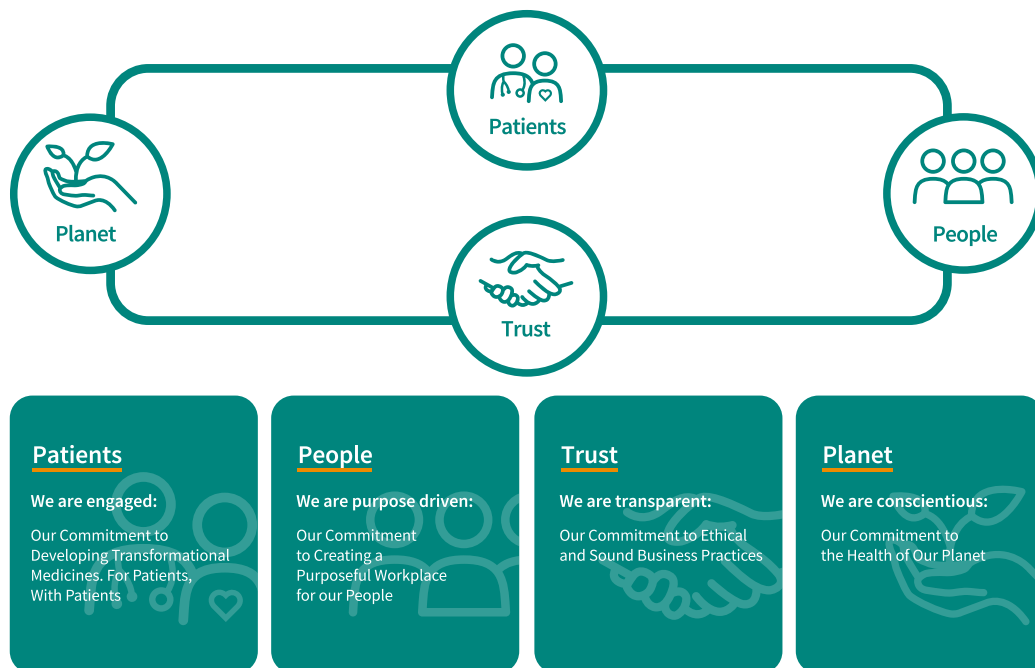 Patients
Planet
People
Trust
Patients
We are engaged:
Our Commitment to
Developing Transformational
Medicines. For Patients,
With Patients
People
We are purpose driven:
Our Commitment
to Creating a
Purposeful Workplace
for our People
Trust
We are transparent:
Our Commitment to Ethical
and Sound Business Practices
Planet
We are conscientious:
Our Commitment to
the Health of Our Planet